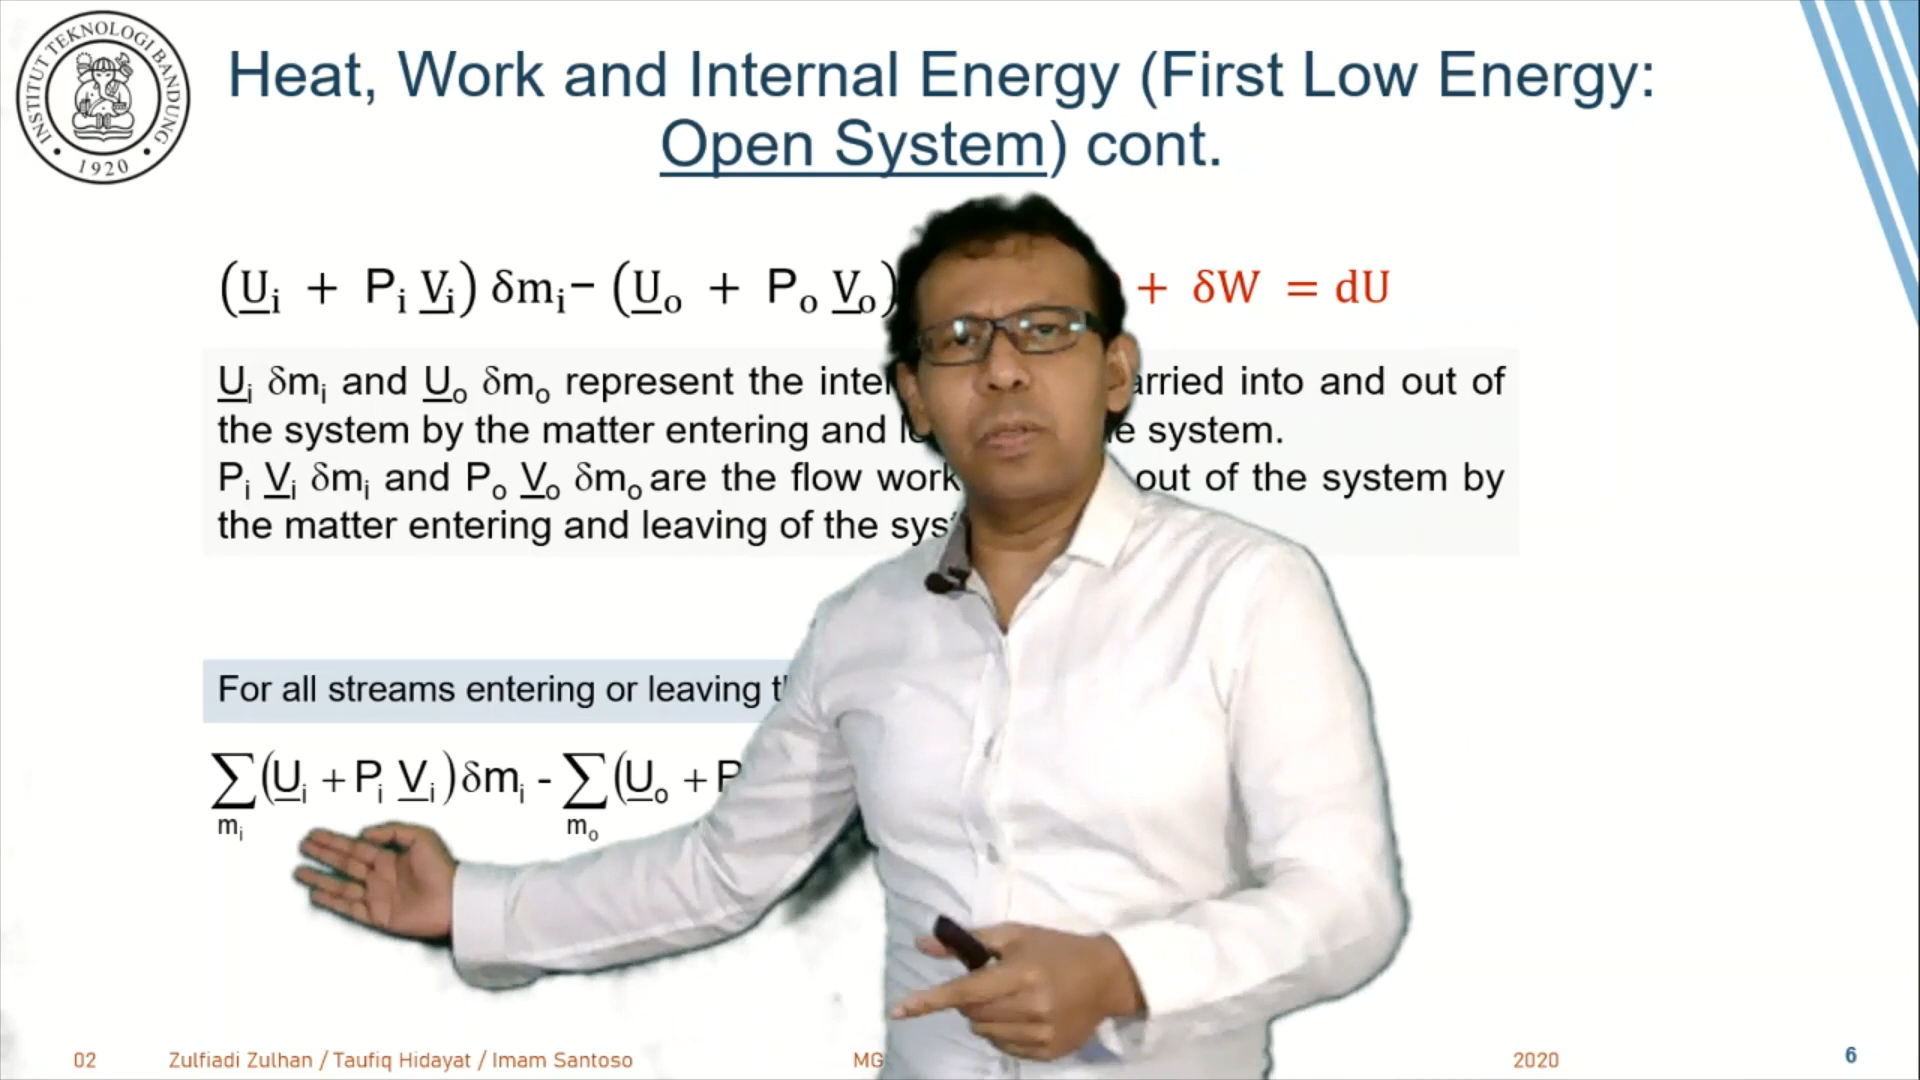 INSTITUT TEKNOLOGI BANDUNG
1920
Heat, Work and Internal Energy (First Low Energy:
Open System) cont.
(U̲ᵢ + Pᵢ V̲ᵢ) δmᵢ− (U̲ₒ + Pₒ V̲ₒ) + δW = dU
U̲ᵢ δmᵢ and U̲ₒ δmₒ represent the into and out of
the system by the matter entering and system.
Pᵢ V̲ᵢ δmᵢ and Pₒ V̲ₒ δmₒ are the flow work out of the system by
the matter entering and leaving of the
For all streams entering or leaving
∑(U̲ᵢ + Pᵢ V̲ᵢ)δmᵢ - ∑(U̲ₒ + P
mᵢ mₒ
02 Zulfiadi Zulhan / Taufiq Hidayat / Imam Santoso MG 2020 6